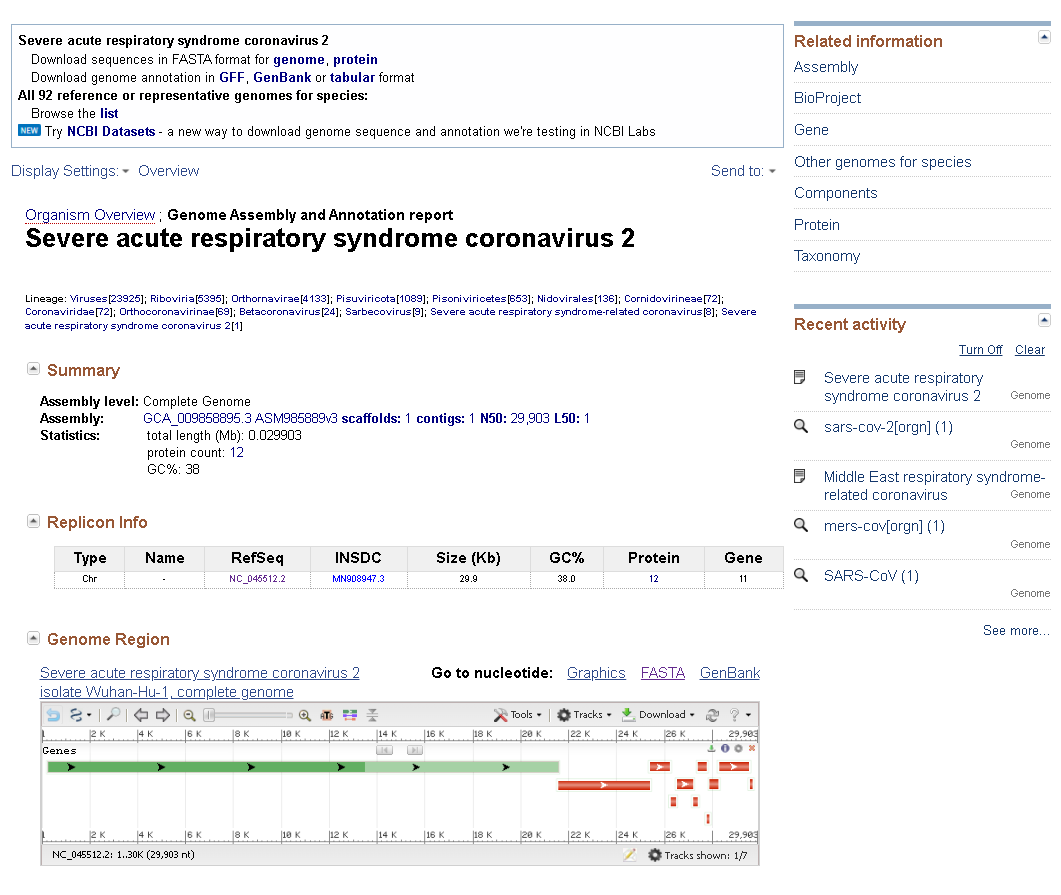 Severe acute respiratory syndrome coronavirus 2
Download sequences in FASTA format for genome, protein
Download genome annotation in GFF, GenBank or tabular format
All 92 reference or representative genomes for species:
Browse the list
NEW Try NCBI Datasets - a new way to download genome sequence and annotation we're testing in NCBI Labs
Display Settings: Overview
Send to:
Organism Overview ; Genome Assembly and Annotation report
Severe acute respiratory syndrome coronavirus 2
Lineage: Viruses[23925]; Riboviria[5395]; Orthornavirae[4133]; Pisuviricota[1089]; Pisoniviricetes[653]; Nidovirales[136]; Cornidovirineae[72];
Coronaviridae[72]; Orthocoronavirinae[69]; Betacoronavirus[24]; Sarbecovirus[9]; Severe acute respiratory syndrome-related coronavirus[8]; Severe
acute respiratory syndrome coronavirus 2[1]
Summary
Assembly level: Complete Genome
Assembly: GCA_009858895.3 ASM985889v3 scaffolds: 1 contigs: 1 N50: 29,903 L50: 1
Statistics: total length (Mb): 0.029903
protein count: 12
GC%: 38
Replicon Info
Type Name RefSeq INSDC Size (Kb) GC% Protein Gene
Chr - NC_045512.2 MN908947.3 29.9 38.0 12 11
Genome Region
Severe acute respiratory syndrome coronavirus 2
isolate Wuhan-Hu-1, complete genome
Go to nucleotide: Graphics FASTA GenBank
Tools Tracks Download ?
1 2 K 4 K 6 K 8 K 10 K 12 K 14 K 16 K 18 K 20 K 22 K 24 K 26 K 29,903
Genes
1 2 K 4 K 6 K 8 K 10 K 12 K 14 K 16 K 18 K 20 K 22 K 24 K 26 K 29,903
NC_045512.2: 1..30K (29,903 nt)
Tracks shown: 1/7
Related information
Assembly
BioProject
Gene
Other genomes for species
Components
Protein
Taxonomy
Recent activity
Turn Off Clear
Severe acute respiratory
syndrome coronavirus 2 Genome
sars-cov-2[orgn] (1)
Genome
Middle East respiratory syndrome-
related coronavirus Genome
mers-cov[orgn] (1)
Genome
SARS-CoV (1)
Genome
See more...